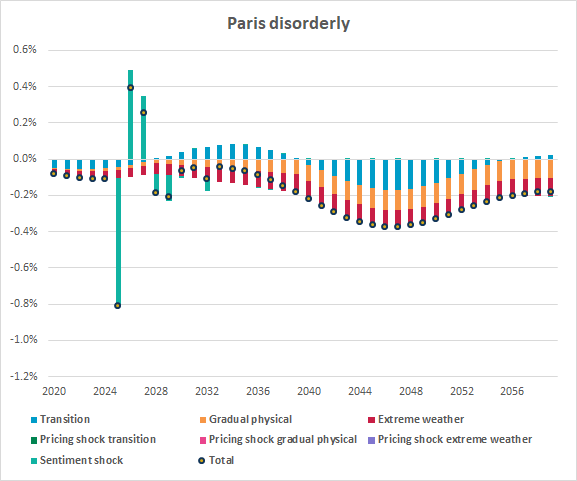 Paris disorderly
0.6%
0.4%
0.2%
0.0%
-0.2%
-0.4%
-0.6%
-0.8%
-1.0%
-1.2%
2020 2024 2028 2032 2036 2040 2044 2048 2052 2056
Transition Gradual physical Extreme weather
Pricing shock transition Pricing shock gradual physical Pricing shock extreme weather
Sentiment shock Total